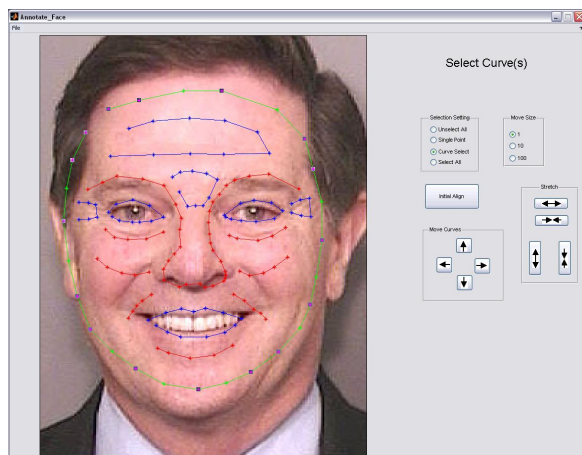 Annotate_Face
File
Select Curve(s)
Selection Setting
Unselect All
Single Point
Curve Select
Select All
Move Size
1
10
100
Initial Align
Stretch
Move Curves